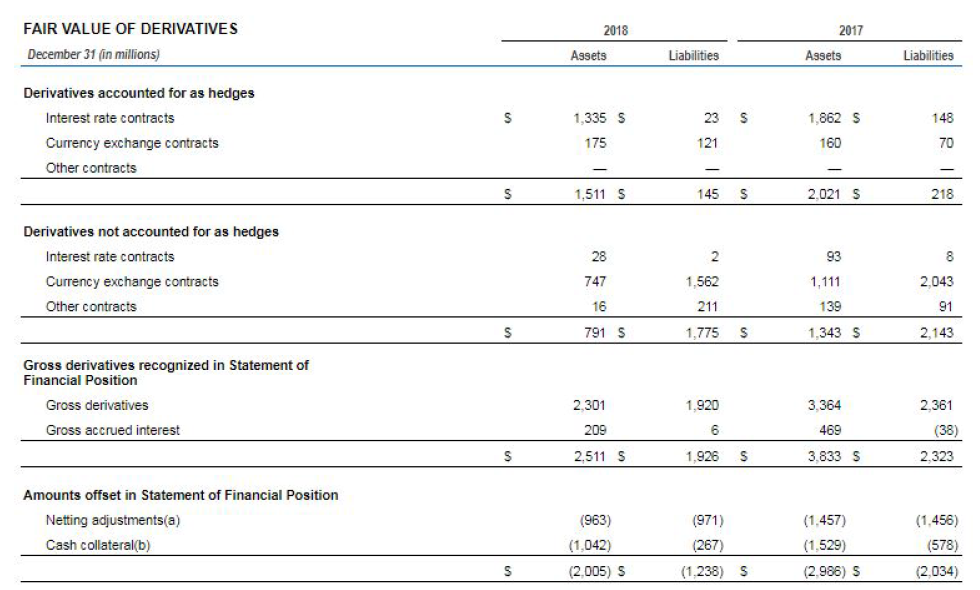 FAIR VALUE OF DERIVATIVES 2018 2017
December 31 (in millions) Assets Liabilities Assets Liabilities
Derivatives accounted for as hedges
Interest rate contracts $ 1,335 $ 23 $ 1,862 $ 148
Currency exchange contracts 175 121 160 70
Other contracts — — — —
$ 1,511 $ 145 $ 2,021 $ 218
Derivatives not accounted for as hedges
Interest rate contracts 28 2 93 8
Currency exchange contracts 747 1,562 1,111 2,043
Other contracts 16 211 139 91
$ 791 $ 1,775 $ 1,343 $ 2,143
Gross derivatives recognized in Statement of
Financial Position
Gross derivatives 2,301 1,920 3,364 2,361
Gross accrued interest 209 6 469 (38)
$ 2,511 $ 1,926 $ 3,833 $ 2,323
Amounts offset in Statement of Financial Position
Netting adjustments(a) (963) (971) (1,457) (1,456)
Cash collateral(b) (1,042) (267) (1,529) (578)
$ (2,005) $ (1,238) $ (2,986) $ (2,034)